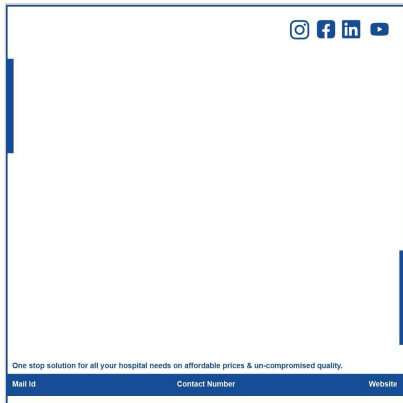 One stop solution for all your hospital needs on affordable prices & un-compromised quality.
Mail Id Contact Number Website